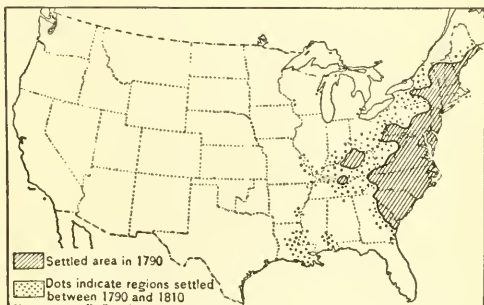 Settled area in 1790
Dots indicate regions settled
between 1790 and 1810